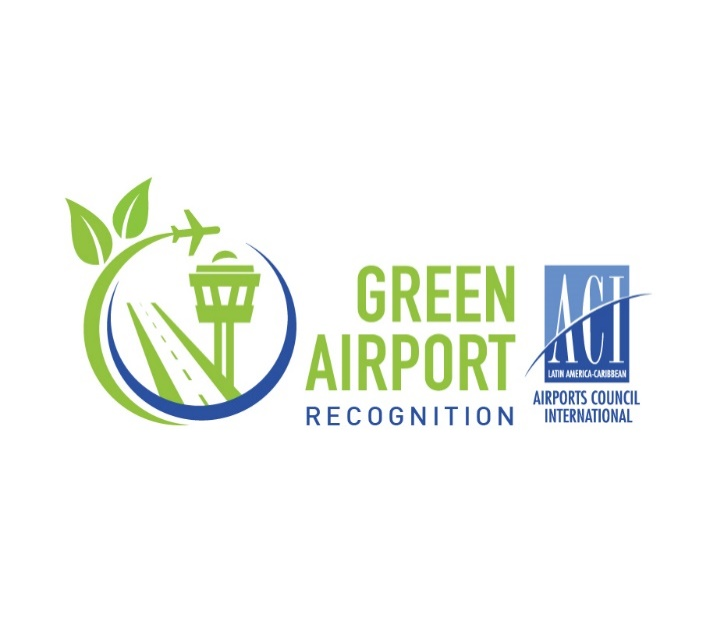 GREEN
AIRPORT
RECOGNITION
ACI
LATIN AMERICA-CARIBBEAN
AIRPORTS COUNCIL
INTERNATIONAL